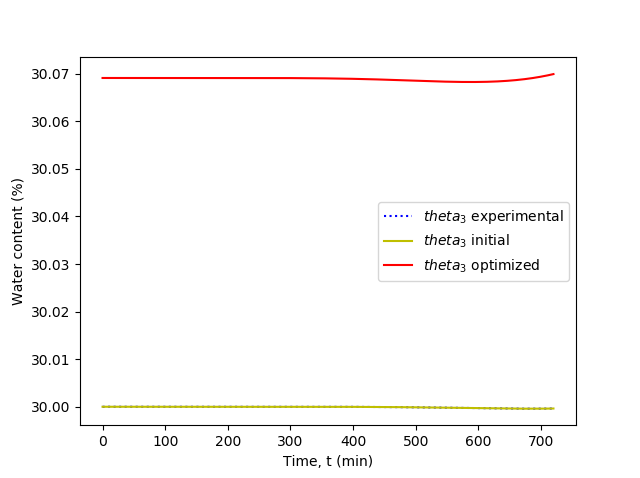 30.07
30.06
30.05
30.04
30.03
30.02
30.01
30.00
Water content (%)
theta₃ experimental
theta₃ initial
theta₃ optimized
0 100 200 300 400 500 600 700
Time, t (min)